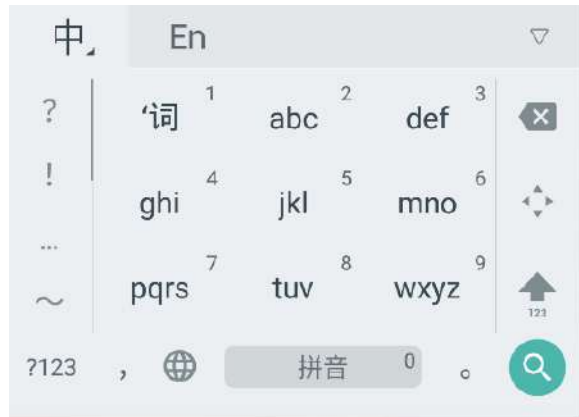 中 En
? '词 1 abc 2 def 3
! ghi 4 jkl 5 mno 6
... pqrs 7 tuv 8 wxyz 9
～ 123
?123 , 拼音 0 。